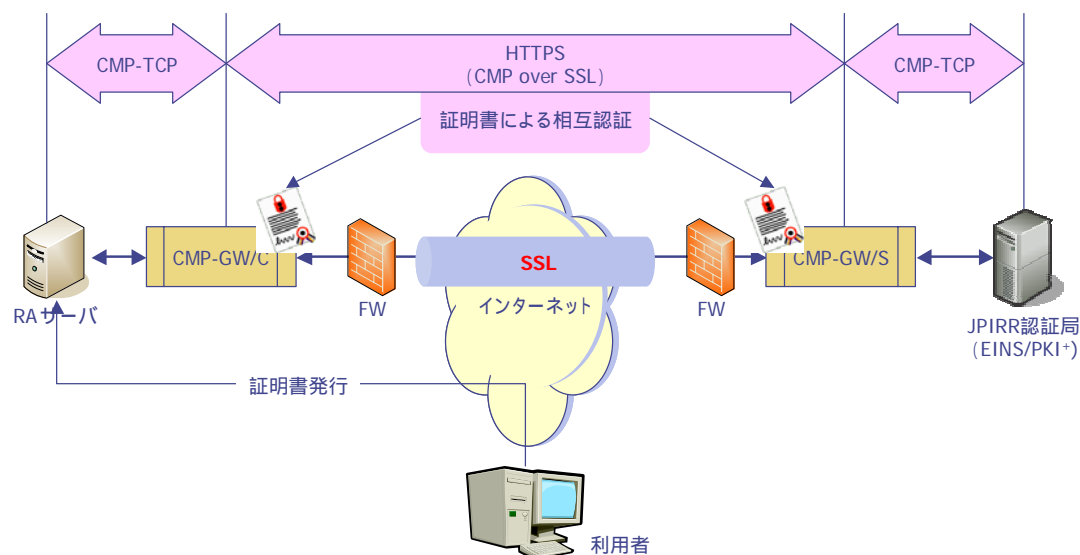 CMP-TCP
HTTPS
(CMP over SSL)
CMP-TCP
証明書による相互認証
CMP-GW/C
SSL
CMP-GW/S
インターネット
RAサーバ
FW
FW
JPIRR認証局
(EINS/PKI+)
証明書発行
利用者